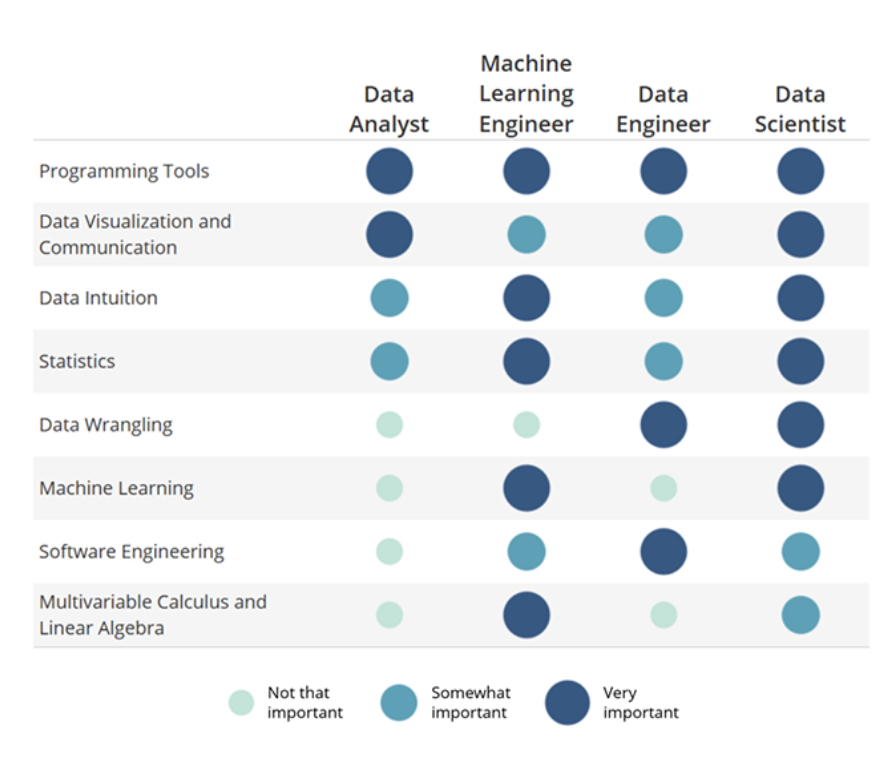 Data
Analyst
Machine
Learning
Engineer
Data
Engineer
Data
Scientist
Programming Tools
Data Visualization and
Communication
Data Intuition
Statistics
Data Wrangling
Machine Learning
Software Engineering
Multivariable Calculus and
Linear Algebra
Not that
important
Somewhat
important
Very
important